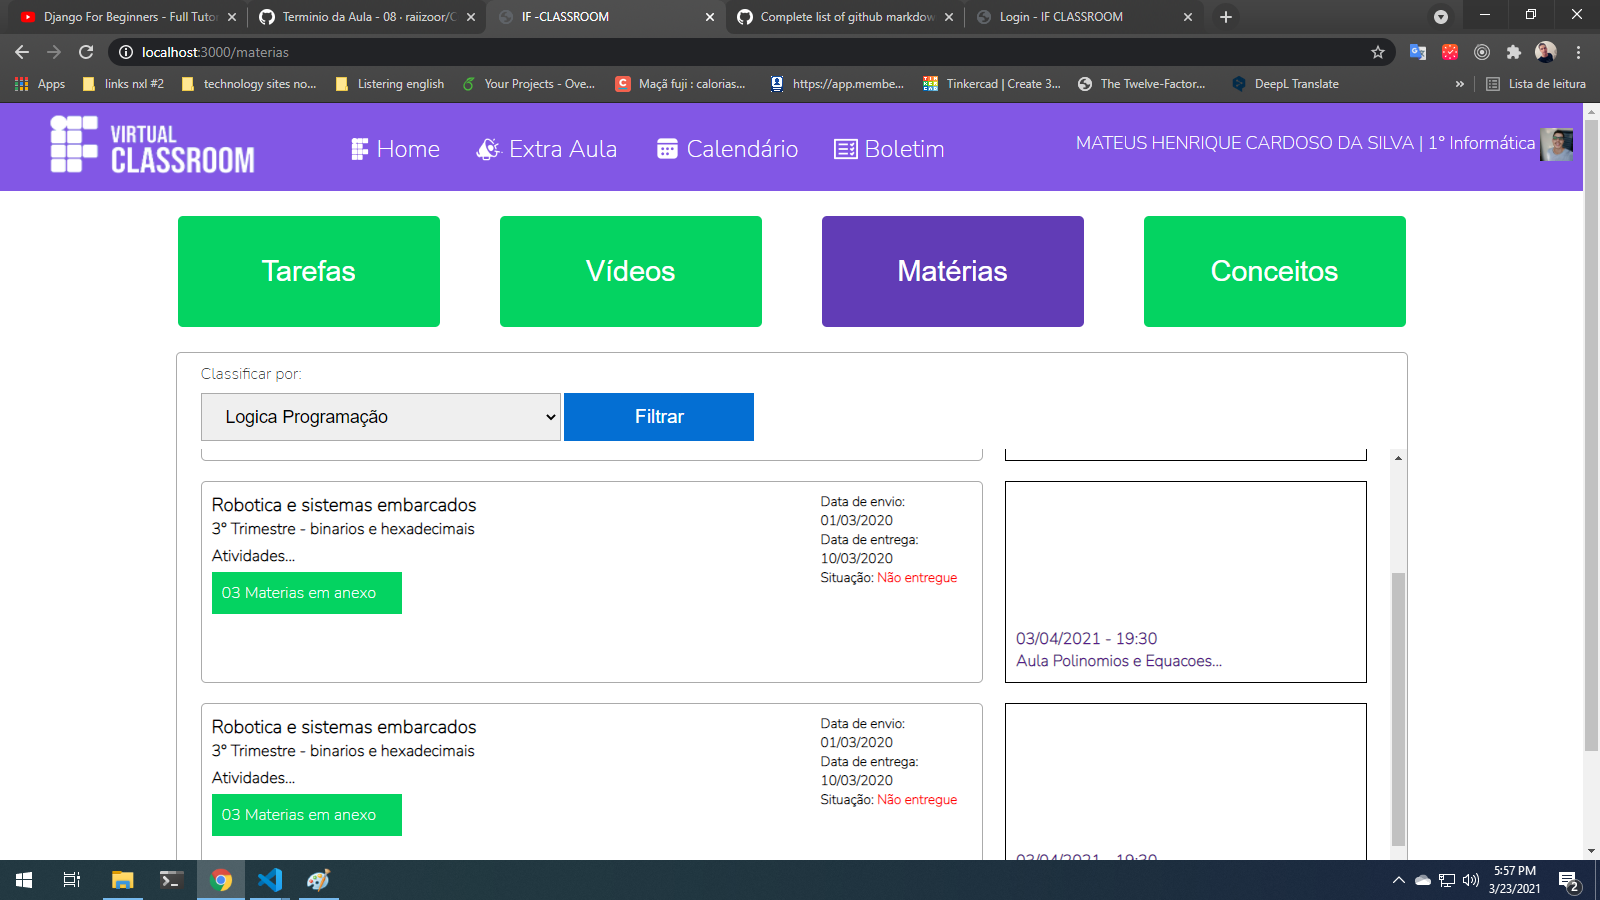 Django For Beginners - Full Tuto
Terminio da Aula - 08 · raiizoor/C
IF -CLASSROOM
Complete list of github markdow
Login - IF CLASSROOM
localhost:3000/materias
Apps
links nxl #2
technology sites no...
Listering english
Your Projects - Ove...
Maçã fuji : calorias...
https://app.membe...
Tinkercad | Create 3...
The Twelve-Factor...
DeepL Translate
»
Lista de leitura
VIRTUAL
CLASSROOM
Home
Extra Aula
Calendário
Boletim
MATEUS HENRIQUE CARDOSO DA SILVA | 1° Informática
Tarefas
Vídeos
Matérias
Conceitos
Classificar por:
Logica Programação
Filtrar
Robotica e sistemas embarcados
3° Trimestre - binarios e hexadecimais
Atividades...
03 Materias em anexo
Data de envio:
01/03/2020
Data de entrega:
10/03/2020
Situação: Não entregue
03/04/2021 - 19:30
Aula Polinomios e Equacoes...
Robotica e sistemas embarcados
3° Trimestre - binarios e hexadecimais
Atividades...
03 Materias em anexo
Data de envio:
01/03/2020
Data de entrega:
10/03/2020
Situação: Não entregue
03/04/2021 - 19:30
5:57 PM
3/23/2021
2